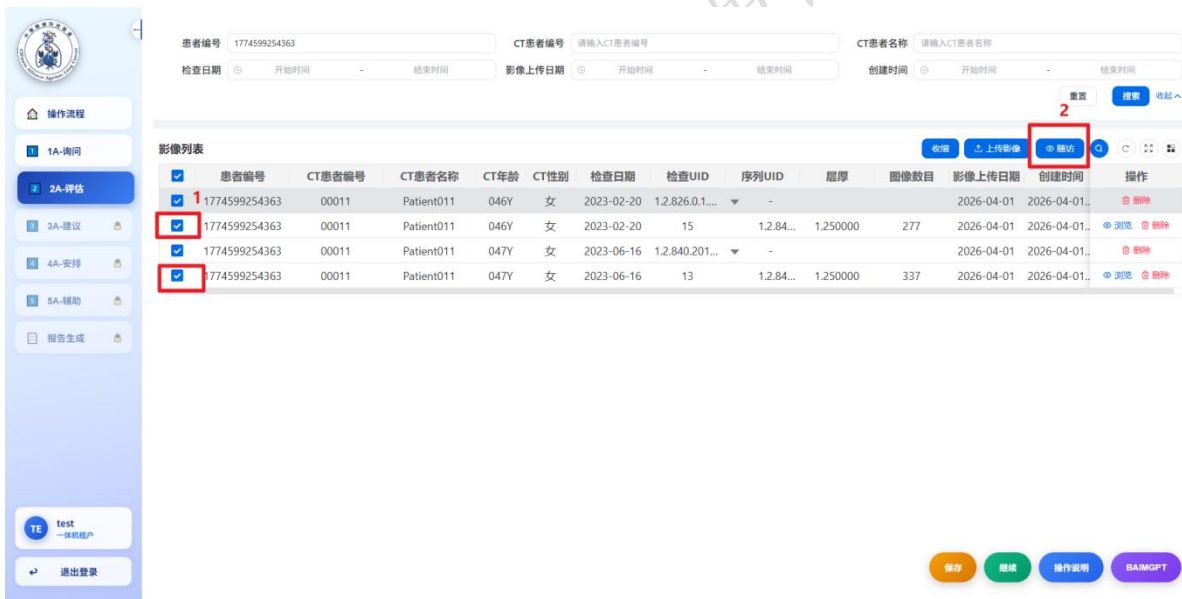 患者编号 1774599254363 CT患者编号 请输入CT患者编号 CT患者名称 请输入CT患者名称
检查日期 开始时间 - 结束时间 影像上传日期 开始时间 - 结束时间 创建时间 开始时间 - 结束时间
重置 搜索 收起
2
操作流程
1 1A-询问
2 2A-评估
3 3A-建议
4 4A-安排
5 5A-辅助
报告生成
影像列表 收缩 上传影像 随访
患者编号 CT患者编号 CT患者名称 CT年龄 CT性别 检查日期 检查UID 序列UID 层厚 图像数目 影像上传日期 创建时间 操作
1 1774599254363 00011 Patient011 046Y 女 2023-02-20 1.2.826.0.1.... - 2026-04-01 2026-04-01.. 删除
1774599254363 00011 Patient011 046Y 女 2023-02-20 15 1.2.84... 1.250000 277 2026-04-01 2026-04-01.. 浏览 删除
1774599254363 00011 Patient011 047Y 女 2023-06-16 1.2.840.201... - 2026-04-01 2026-04-01.. 删除
1774599254363 00011 Patient011 047Y 女 2023-06-16 13 1.2.84... 1.250000 337 2026-04-01 2026-04-01.. 浏览 删除
TE test
一体机租户
退出登录
保存 继续 操作说明 BAIMGPT